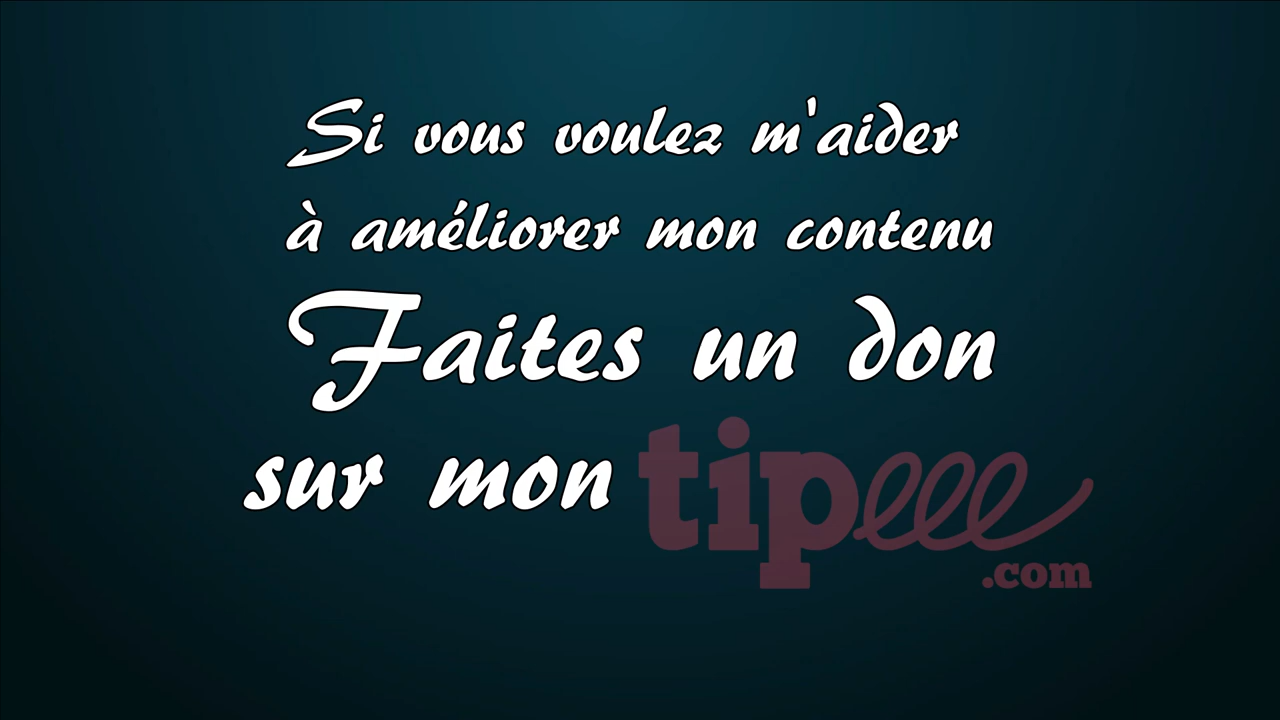 Si vous voulez m'aider
à améliorer mon contenu
Faites un don
sur mon tipeee
.com